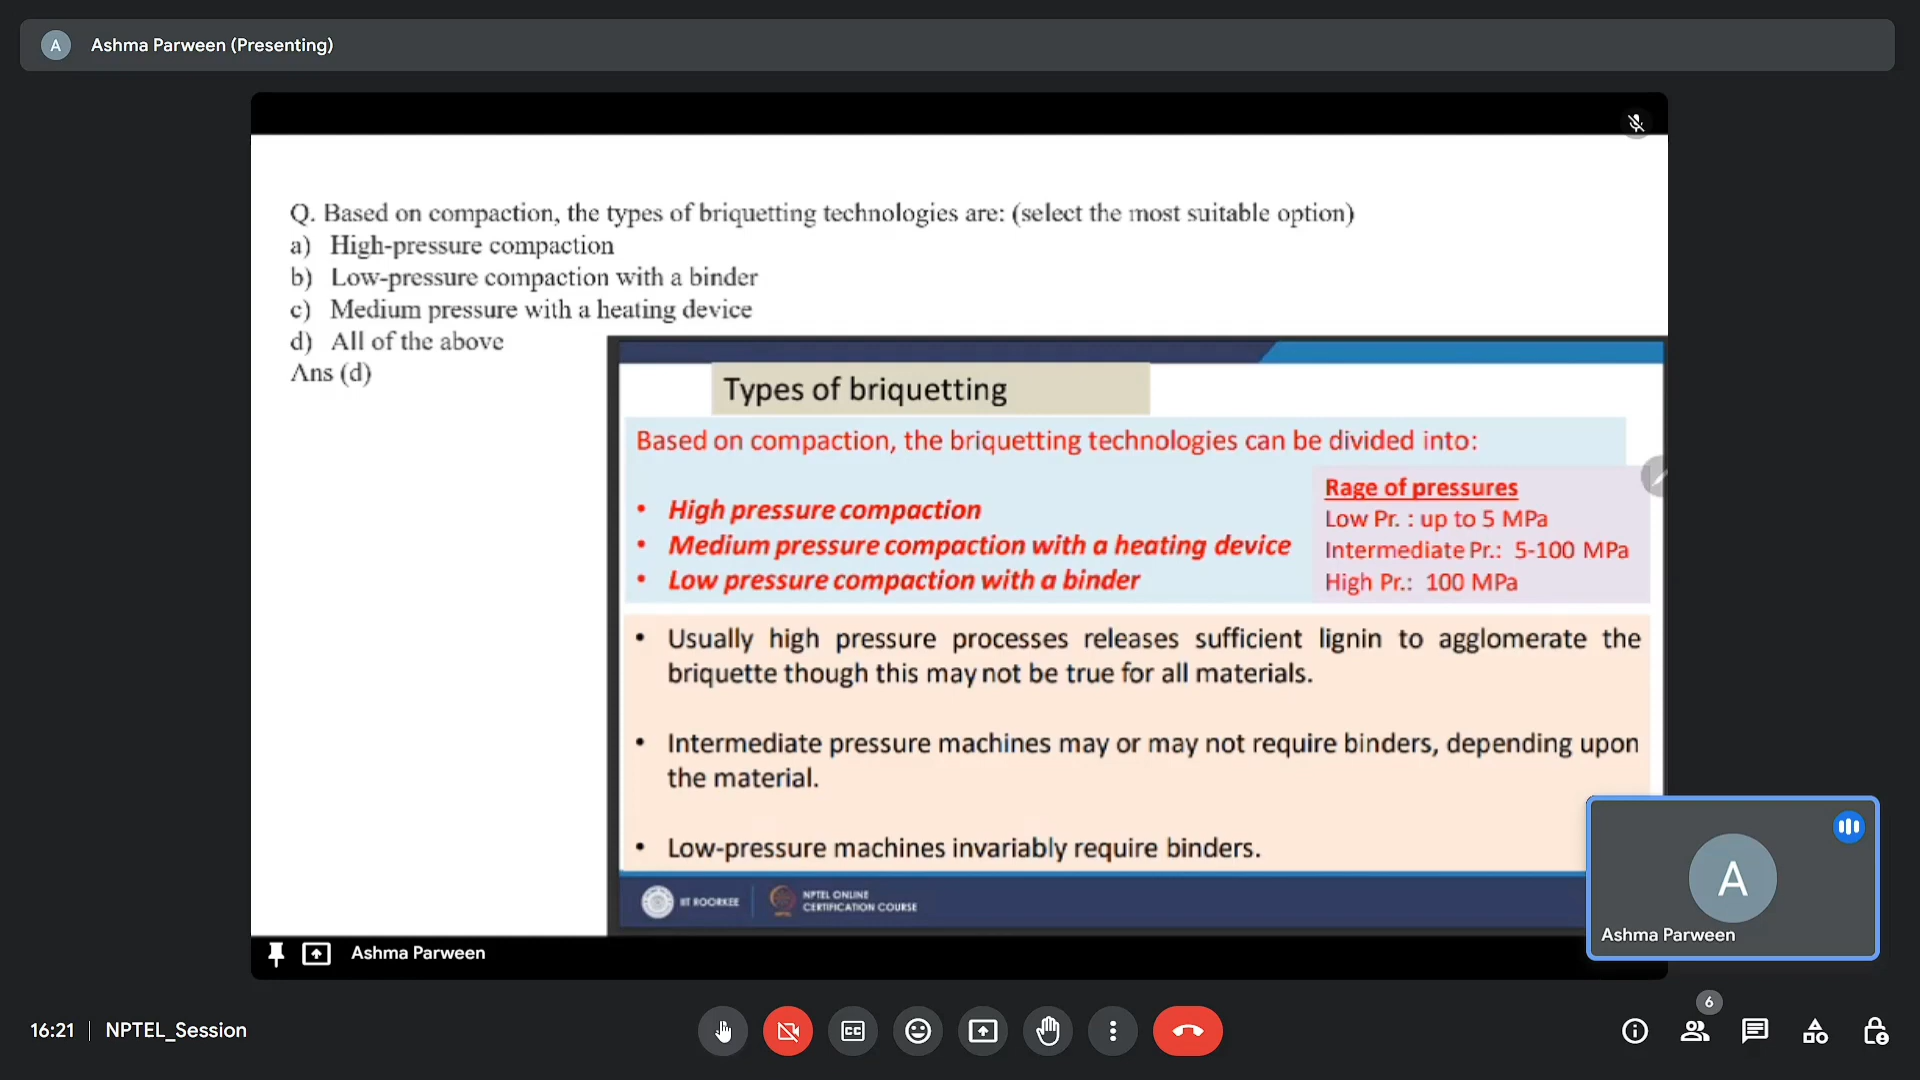 A Ashma Parween (Presenting)
Q. Based on compaction, the types of briquetting technologies are: (select the most suitable option)
a) High-pressure compaction
b) Low-pressure compaction with a binder
c) Medium pressure with a heating device
d) All of the above
Ans (d)
Types of briquetting
Based on compaction, the briquetting technologies can be divided into:
• High pressure compaction
• Medium pressure compaction with a heating device
• Low pressure compaction with a binder
Rage of pressures
Low Pr. : up to 5 MPa
Intermediate Pr.: 5-100 MPa
High Pr.: 100 MPa
• Usually high pressure processes releases sufficient lignin to agglomerate the
briquette though this may not be true for all materials.
• Intermediate pressure machines may or may not require binders, depending upon
the material.
• Low-pressure machines invariably require binders.
IIT ROORKEE
NPTEL ONLINE
CERTIFICATION COURSE
A
Ashma Parween
Ashma Parween
16:21 | NPTEL_Session
CC
6